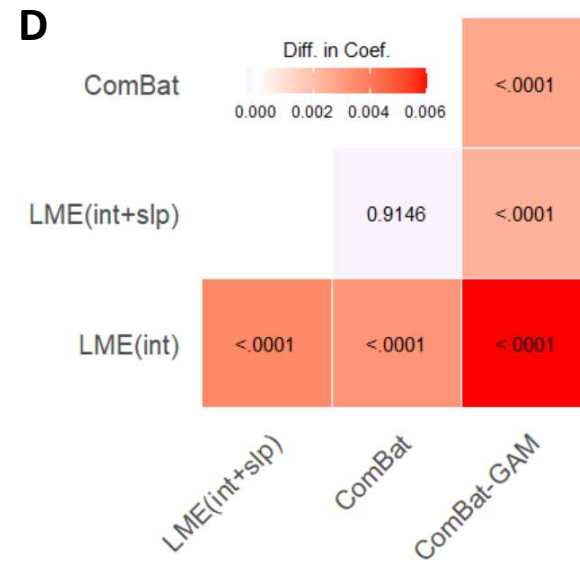 D
Diff. in Coef.
0.000 0.002 0.004 0.006
ComBat
<.0001
LME(int+slp)
0.9146 <.0001
LME(int)
<.0001 <.0001 <.0001
LME(int+slp)
ComBat
ComBat-GAM